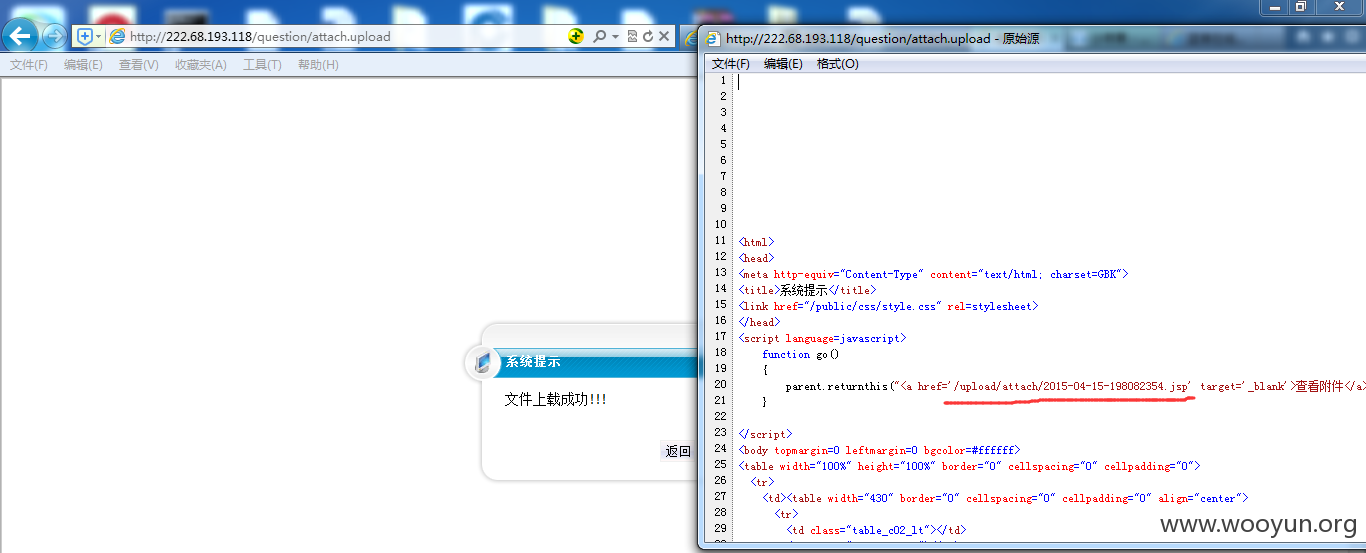 http://222.68.193.118/question/attach.upload
文件(F) 编辑(E) 查看(V) 收藏夹(A) 工具(T) 帮助(H)
系统提示
文件上载成功!!!
返回
http://222.68.193.118/question/attach.upload - 原始源
文件(F) 编辑(E) 格式(O)
1
2
3
4
5
6
7
8
9
10
11 <html>
12 <head>
13 <meta http-equiv="Content-Type" content="text/html; charset=GBK">
14 <title>系统提示</title>
15 <link href="/public/css/style.css" rel=stylesheet>
16 </head>
17 <script language=javascript>
18 function go()
19 {
20 parent.returnthis("<a href='/upload/attach/2015-04-15-198082354.jsp' target='_blank'>查看附件</a>
21 }
22
23 </script>
24 <body topmargin=0 leftmargin=0 bgcolor=#ffffff>
25 <table width="100%" height="100%" border="0" cellspacing="0" cellpadding="0">
26 <tr>
27 <td><table width="430" border="0" cellspacing="0" cellpadding="0" align="center">
28 <tr>
29 <td class="table_c02_lt"></td>
www.wooyun.org